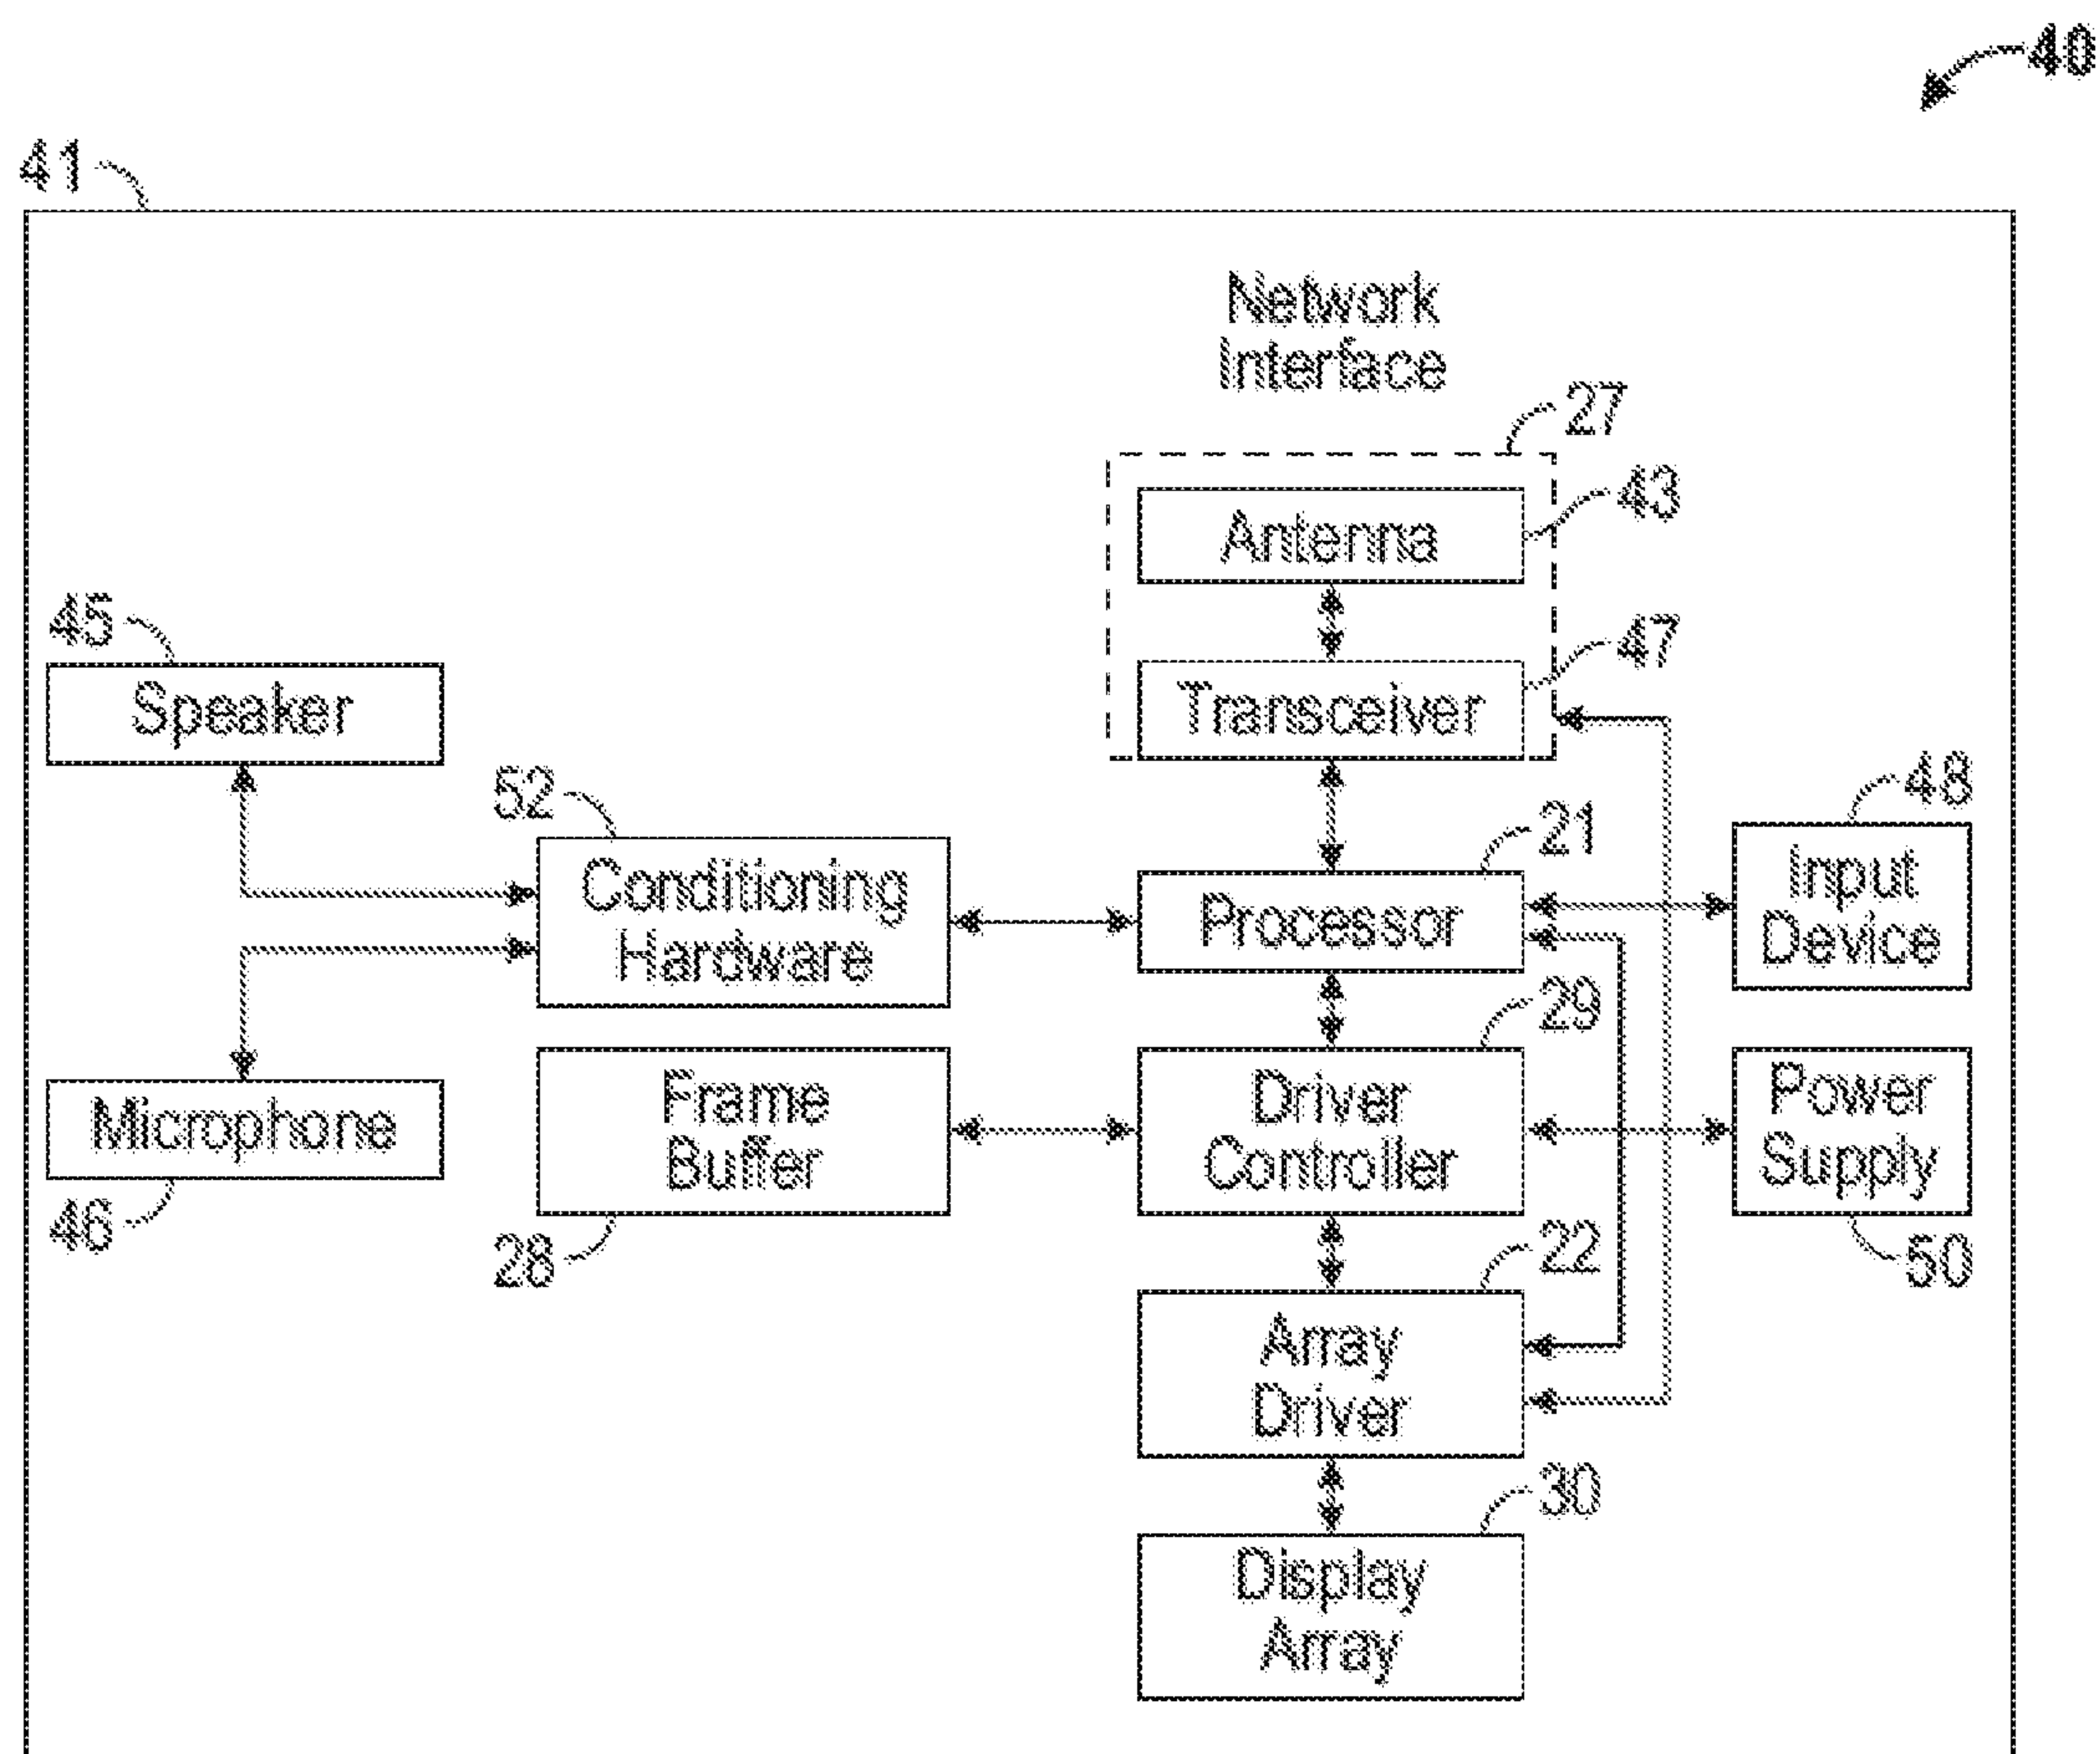 40
41
Network
Interface
27
Antenna
43
45
Speaker
Transceiver
47
52
Conditioning
Hardware
21
Processor
48
Input
Device
29
Microphone
46
Frame
Buffer
28
Driver
Controller
Power
Supply
50
22
Array
Driver
30
Display
Array